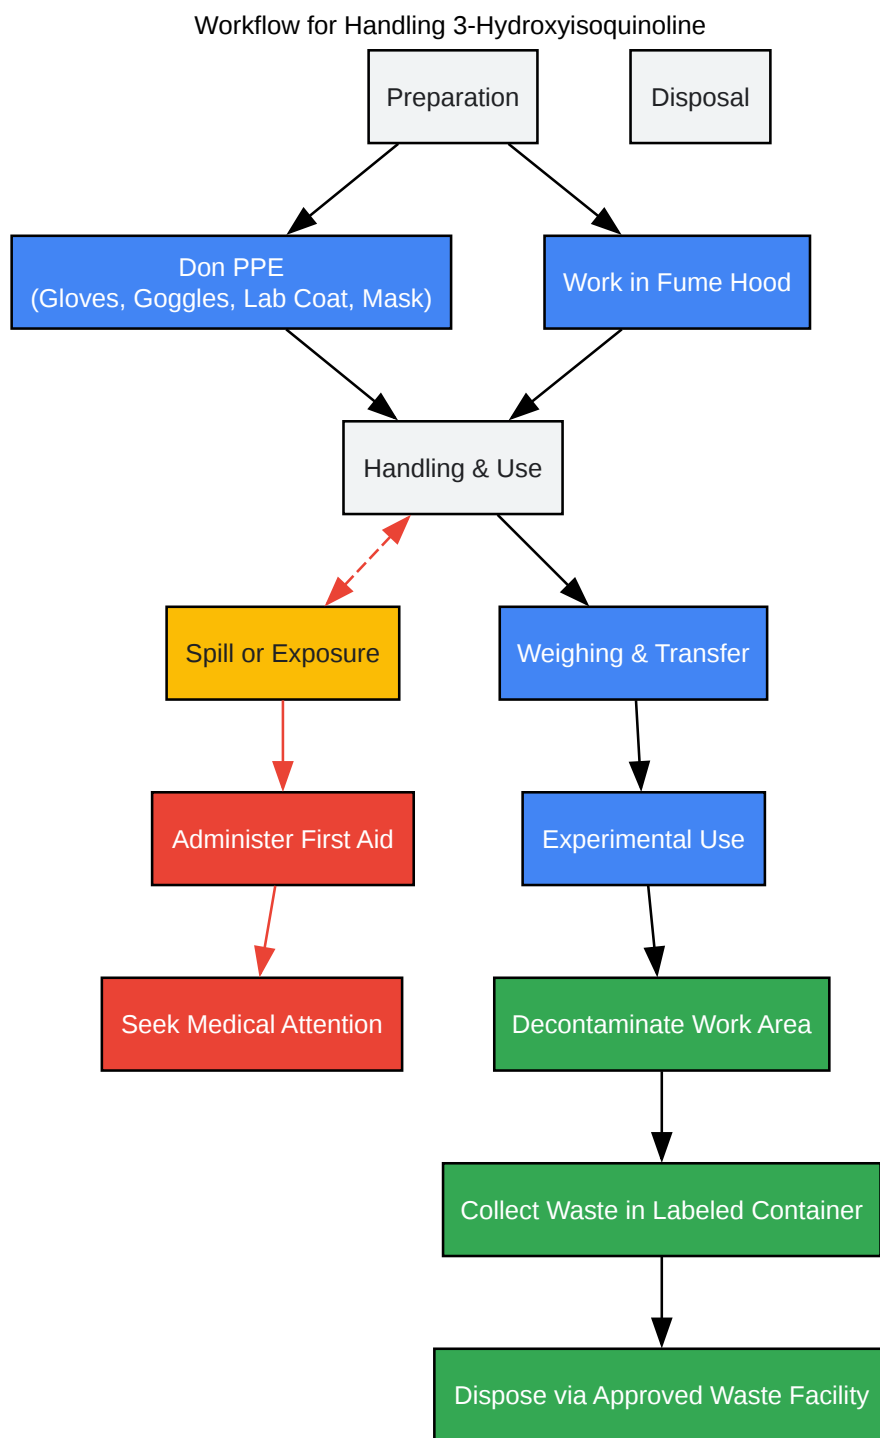 Workflow for Handling 3-Hydroxyisoquinoline
Preparation
Disposal
Don PPE
(Gloves, Goggles, Lab Coat, Mask)
Work in Fume Hood
Handling & Use
Spill or Exposure
Weighing & Transfer
Administer First Aid
Experimental Use
Seek Medical Attention
Decontaminate Work Area
Collect Waste in Labeled Container
Dispose via Approved Waste Facility